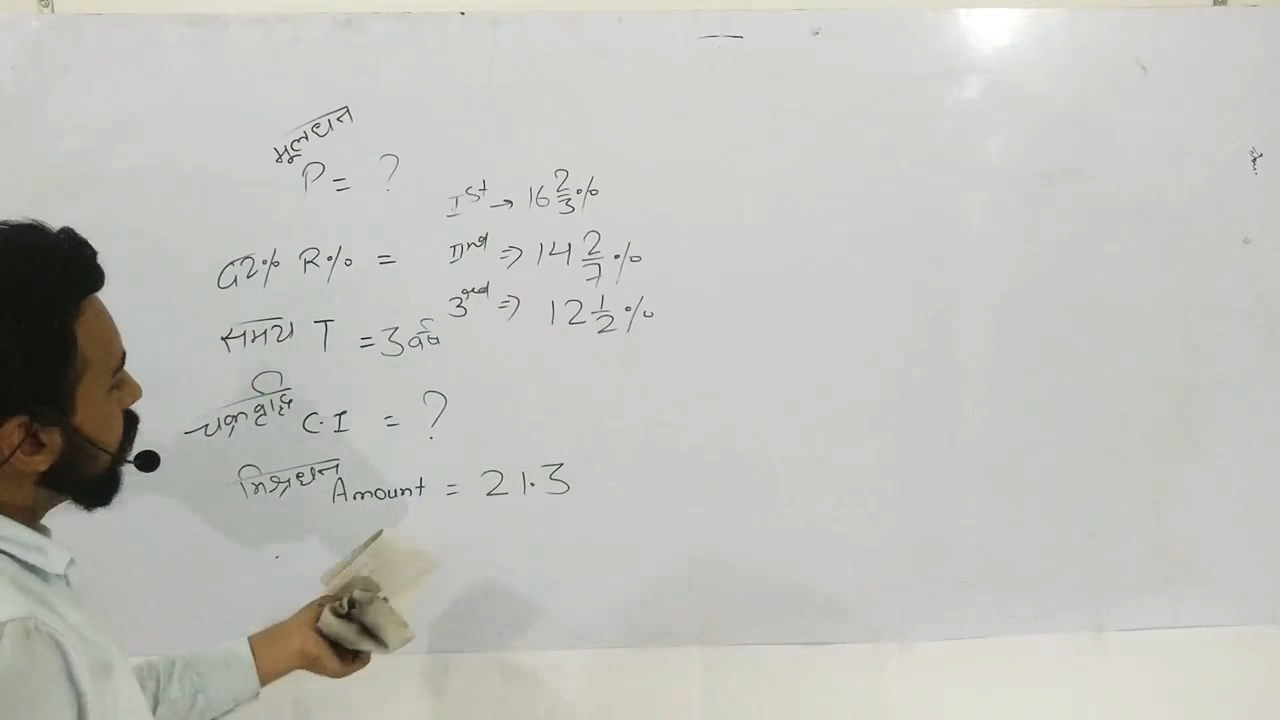 मूलधन
P = ?
Ist → 16 2/3 %
दर% R% = IInd ⇒ 14 2/7 %
3rd ⇒ 12 1/2 %
समय T = 3 वर्ष
चक्रवृद्धि C.I = ?
मिश्रधन Amount = 21.3